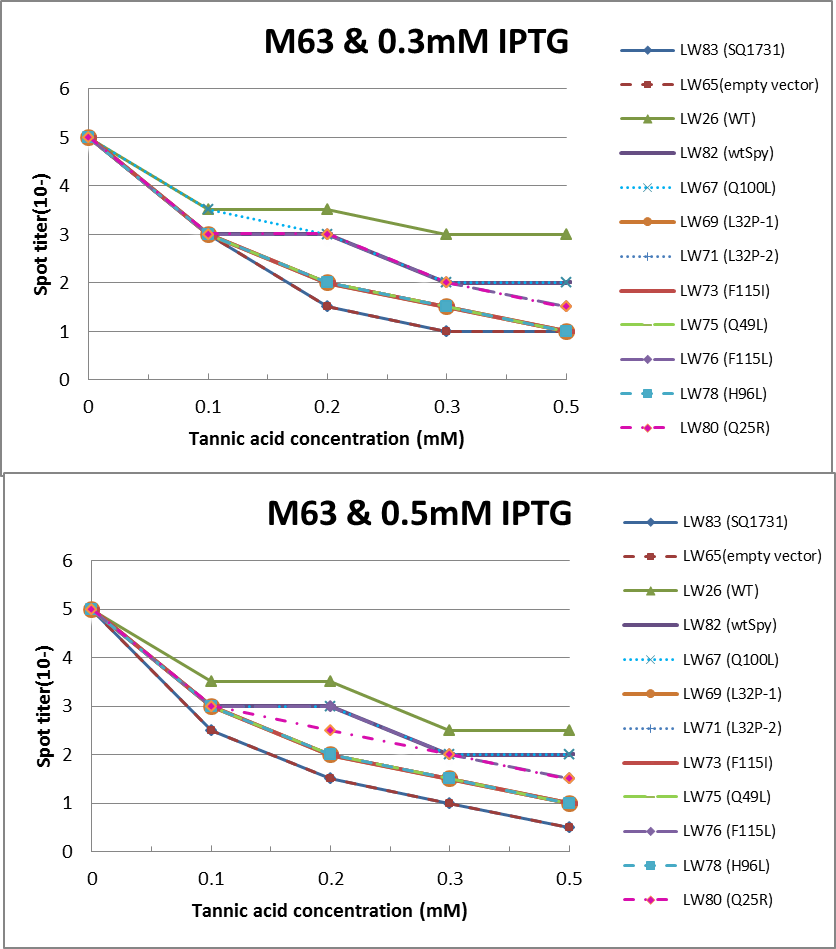 M63 & 0.3mM IPTG
Spot titer(10-)
6
5
4
3
2
1
0
0
0.1
0.2
0.3
0.5
Tannic acid concentration (mM)
LW83 (SQ1731)
LW65(empty vector)
LW26 (WT)
LW82 (wtSpy)
LW67 (Q100L)
LW69 (L32P-1)
LW71 (L32P-2)
LW73 (F115I)
LW75 (Q49L)
LW76 (F115L)
LW78 (H96L)
LW80 (Q25R)
M63 & 0.5mM IPTG
Spot titer(10-)
6
5
4
3
2
1
0
0
0.1
0.2
0.3
0.5
Tannic acid concentration (mM)
LW83 (SQ1731)
LW65(empty vector)
LW26 (WT)
LW82 (wtSpy)
LW67 (Q100L)
LW69 (L32P-1)
LW71 (L32P-2)
LW73 (F115I)
LW75 (Q49L)
LW76 (F115L)
LW78 (H96L)
LW80 (Q25R)